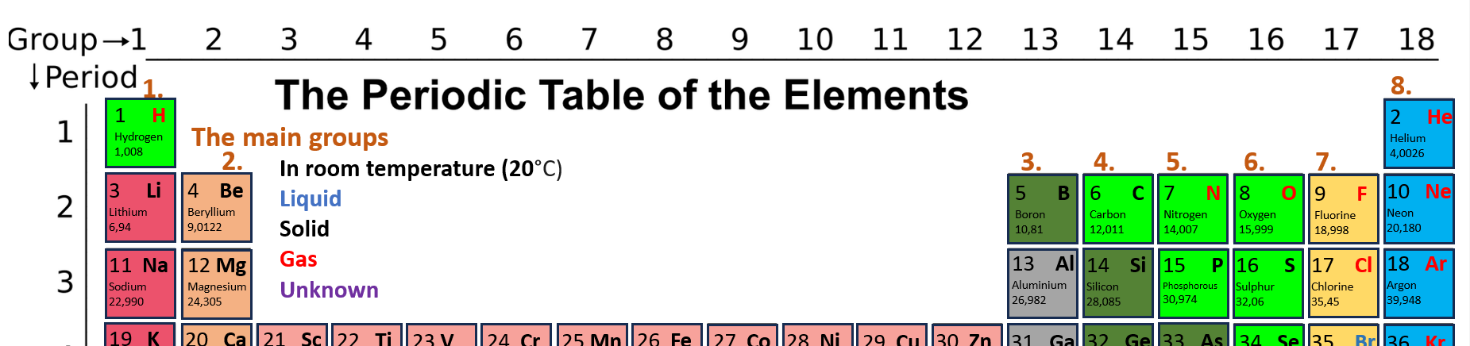 Group →1 2 3 4 5 6 7 8 9 10 11 12 13 14 15 16 17 18
↓Period
1. The Periodic Table of the Elements 8.
1 1 H 2 He
Hydrogen Helium
1,008 4,0026
The main groups
2. In room temperature (20°C) 3. 4. 5. 6. 7.
Liquid
Solid
Gas
Unknown
2 3 Li 4 Be 5 B 6 C 7 N 8 O 9 F 10 Ne
Lithium Beryllium Boron Carbon Nitrogen Oxygen Fluorine Neon
6,94 9,0122 10,81 12,011 14,007 15,999 18,998 20,180
3 11 Na 12 Mg 13 Al 14 Si 15 P 16 S 17 Cl 18 Ar
Sodium Magnesium Aluminium Silicon Phosphorous Sulphur Chlorine Argon
22,990 24,305 26,982 28,085 30,974 32,06 35,45 39,948
19 K 20 Ca 21 Sc 22 Ti 23 V 24 Cr 25 Mn 26 Fe 27 Co 28 Ni 29 Cu 30 Zn 31 Ga 32 Ge 33 As 34 Se 35 Br 36 Kr